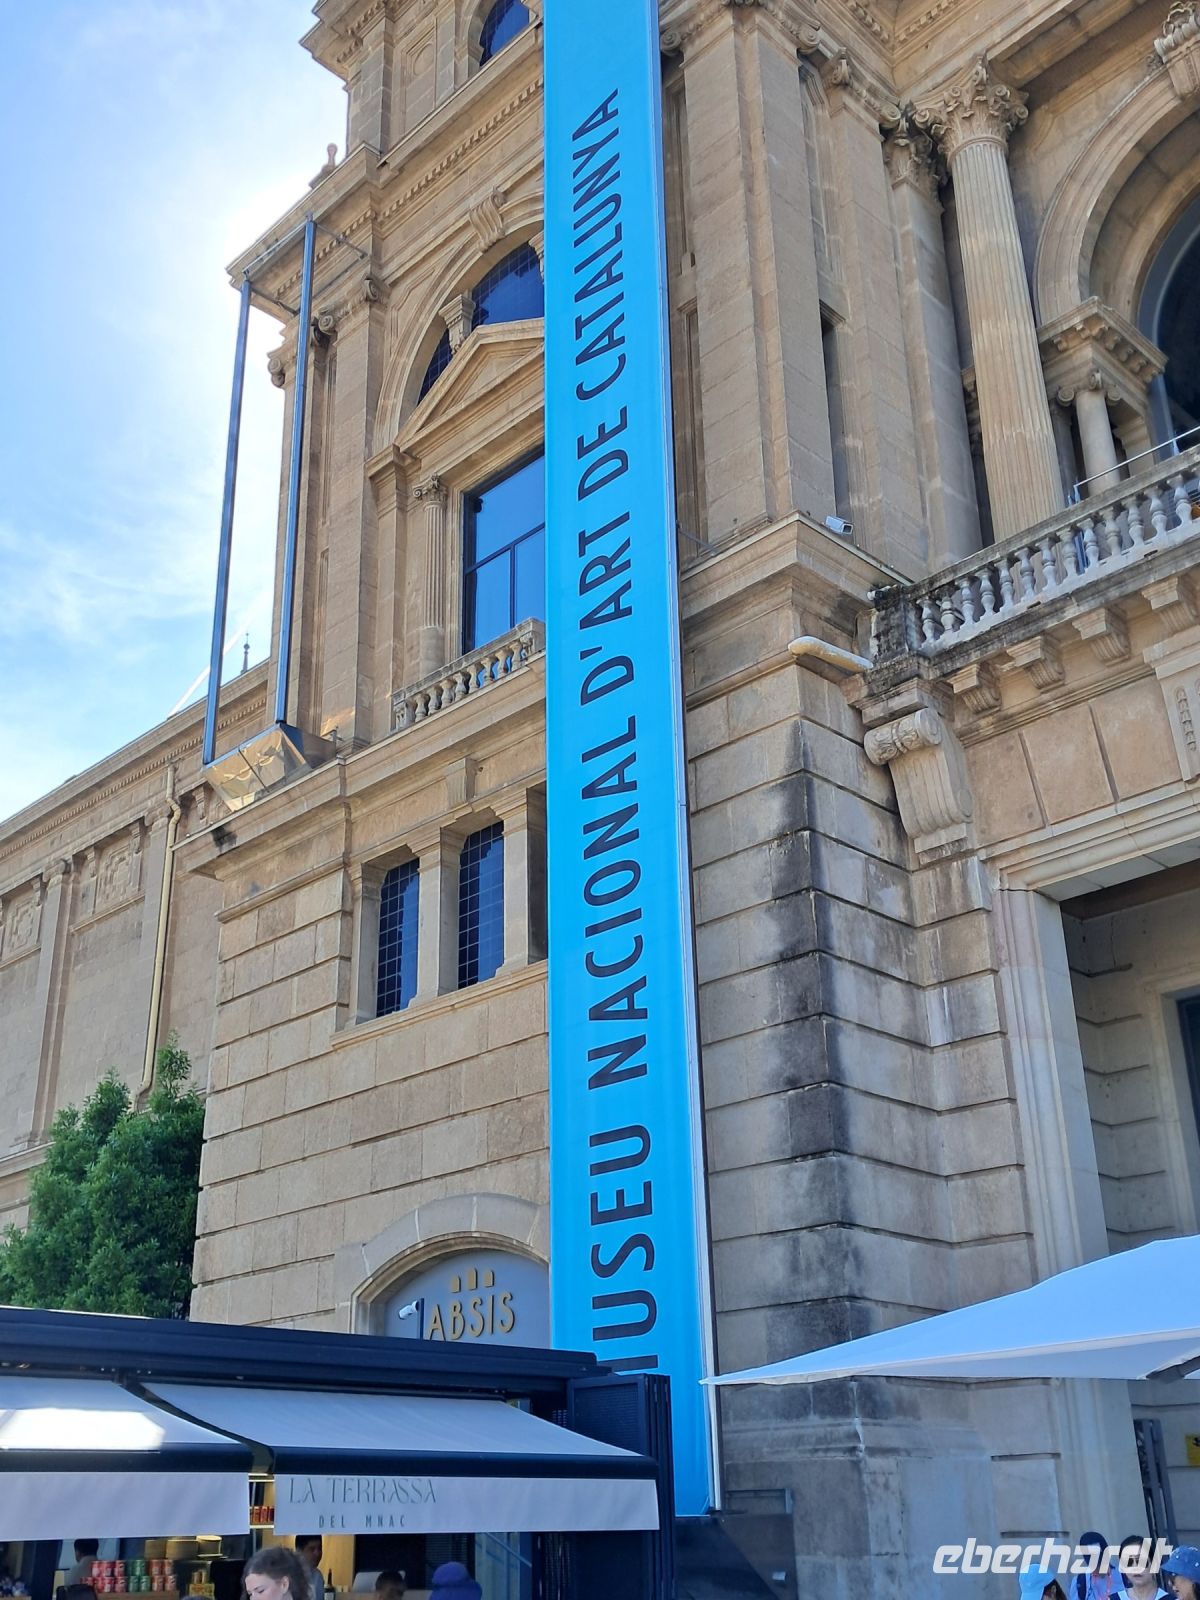 MUSEU NACIONAL D'ART DE CATALUNYA
ABSIS
LA TERRASSA
DEL MNAC
eberhardt